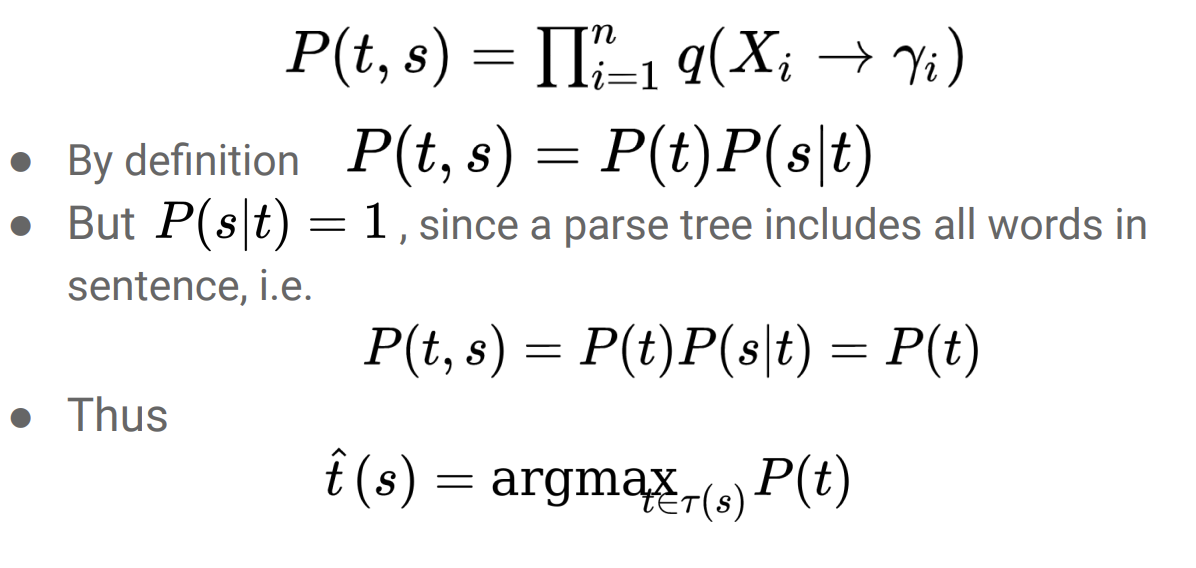 P(t, s) = ∏ⁿᵢ₌₁ q(Xᵢ → γᵢ)
● By definition P(t, s) = P(t)P(s|t)
● But P(s|t) = 1 , since a parse tree includes all words in
sentence, i.e.
P(t, s) = P(t)P(s|t) = P(t)
● Thus
t̂ (s) = argmax_{t∈τ(s)} P(t)